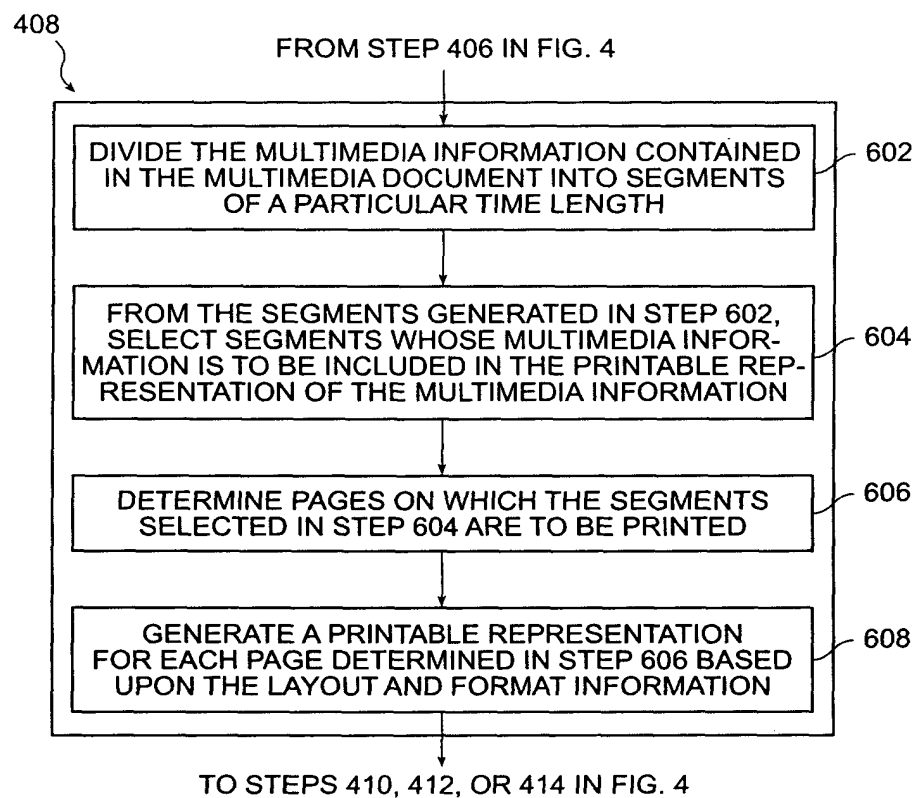 408
FROM STEP 406 IN FIG. 4
DIVIDE THE MULTIMEDIA INFORMATION CONTAINED
IN THE MULTIMEDIA DOCUMENT INTO SEGMENTS
OF A PARTICULAR TIME LENGTH
602
FROM THE SEGMENTS GENERATED IN STEP 602,
SELECT SEGMENTS WHOSE MULTIMEDIA INFOR-
MATION IS TO BE INCLUDED IN THE PRINTABLE REP-
RESENTATION OF THE MULTIMEDIA INFORMATION
604
DETERMINE PAGES ON WHICH THE SEGMENTS
SELECTED IN STEP 604 ARE TO BE PRINTED
606
GENERATE A PRINTABLE REPRESENTATION
FOR EACH PAGE DETERMINED IN STEP 606 BASED
UPON THE LAYOUT AND FORMAT INFORMATION
608
TO STEPS 410, 412, OR 414 IN FIG. 4